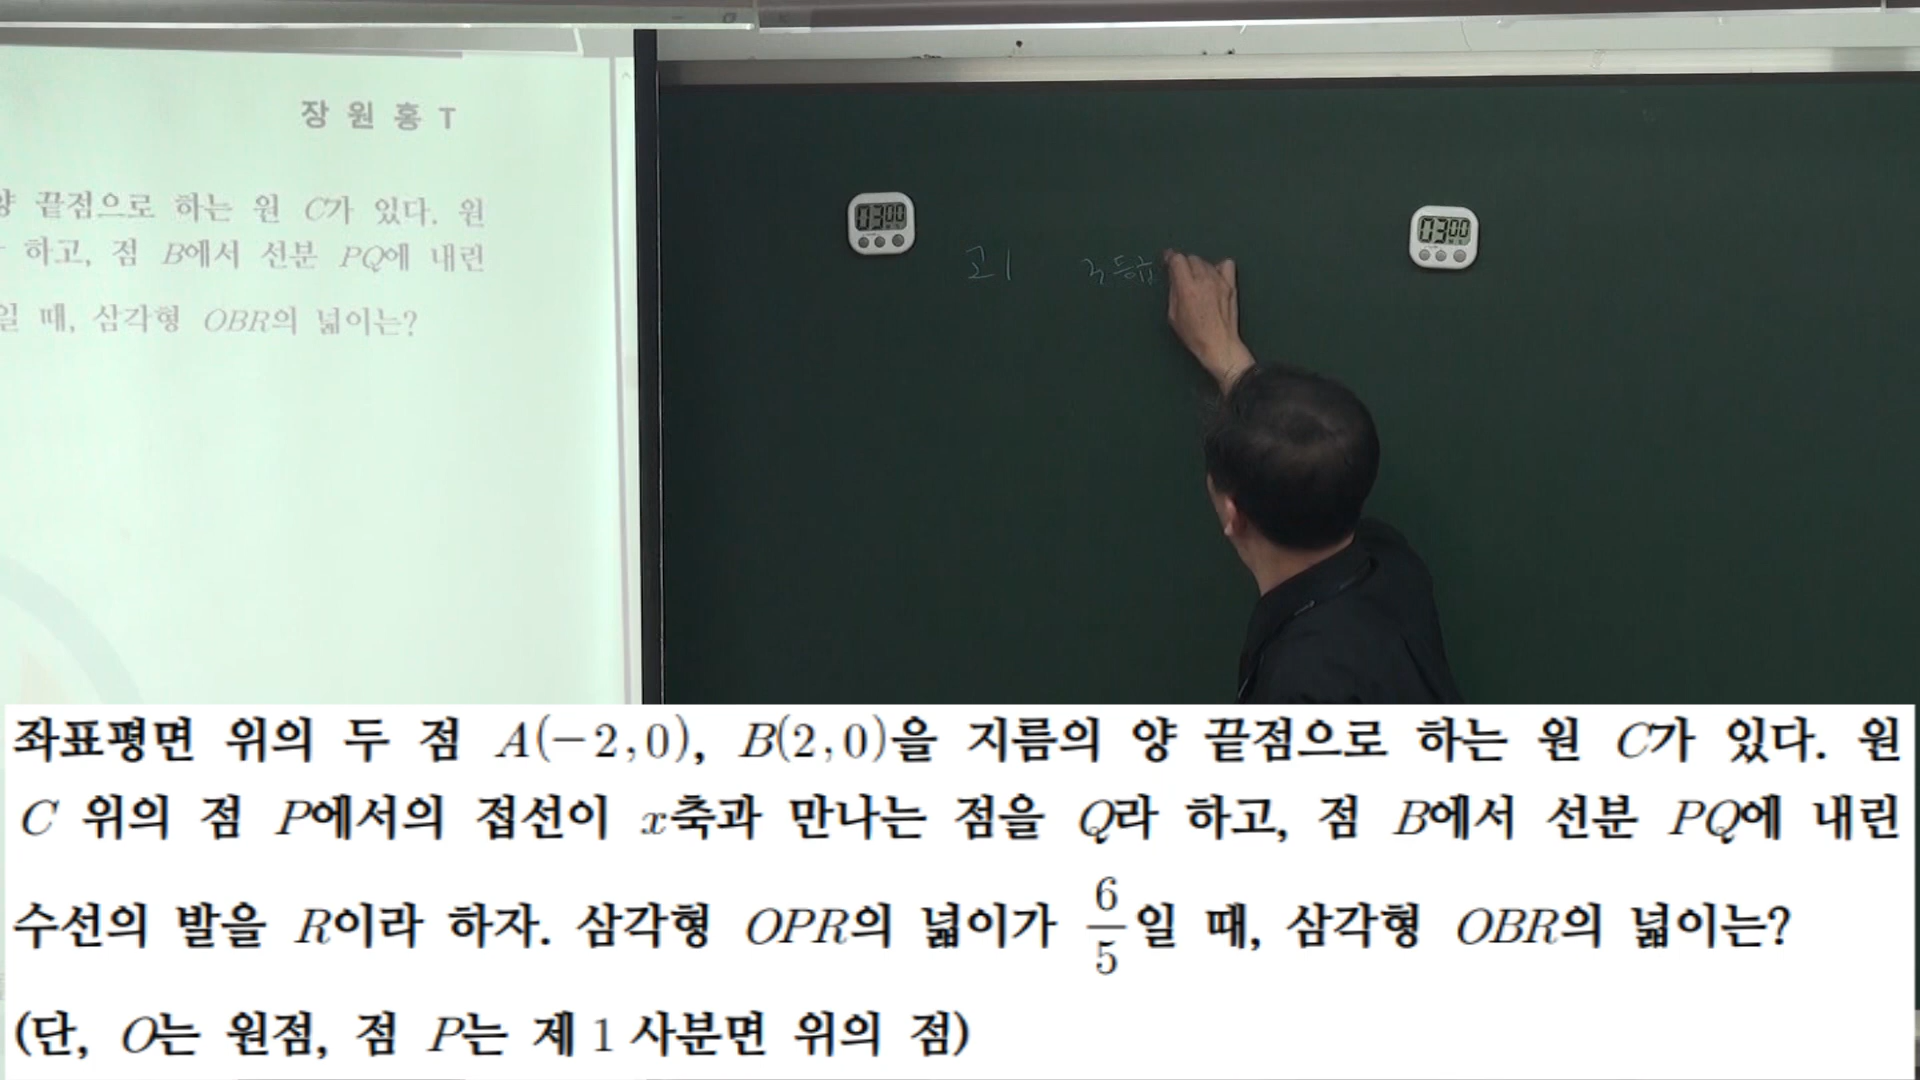 장 원 홍 T
양 끝점으로 하는 원 C가 있다. 원
하고, 점 B에서 선분 PQ에 내린
일 때, 삼각형 OBR의 넓이는?
03 00
03 00
고1 등급
좌표평면 위의 두 점 A(-2,0), B(2,0)을 지름의 양 끝점으로 하는 원 C가 있다. 원
C 위의 점 P에서의 접선이 x축과 만나는 점을 Q라 하고, 점 B에서 선분 PQ에 내린
수선의 발을 R이라 하자. 삼각형 OPR의 넓이가 6/5일 때, 삼각형 OBR의 넓이는?
(단, O는 원점, 점 P는 제 1 사분면 위의 점)